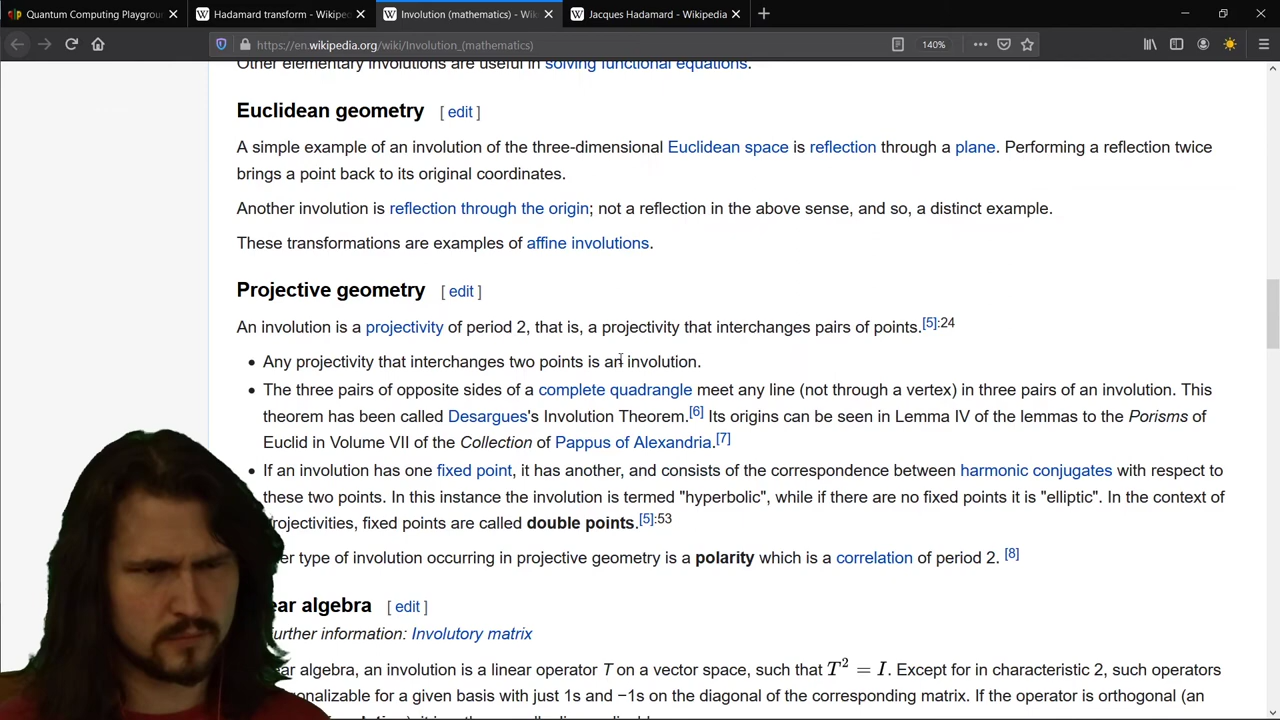 Quantum Computing Playgrou
Hadamard transform - Wikipe
Involution (mathematics) - Wik
Jacques Hadamard - Wikipedia
https://en.wikipedia.org/wiki/Involution_(mathematics)
140%
Other elementary involutions are useful in solving functional equations.
Euclidean geometry [ edit ]
A simple example of an involution of the three-dimensional Euclidean space is reflection through a plane. Performing a reflection twice
brings a point back to its original coordinates.
Another involution is reflection through the origin; not a reflection in the above sense, and so, a distinct example.
These transformations are examples of affine involutions.
Projective geometry [ edit ]
An involution is a projectivity of period 2, that is, a projectivity that interchanges pairs of points.[5]:24
• Any projectivity that interchanges two points is an involution.
• The three pairs of opposite sides of a complete quadrangle meet any line (not through a vertex) in three pairs of an involution. This
theorem has been called Desargues's Involution Theorem.[6] Its origins can be seen in Lemma IV of the lemmas to the Porisms of
Euclid in Volume VII of the Collection of Pappus of Alexandria.[7]
• If an involution has one fixed point, it has another, and consists of the correspondence between harmonic conjugates with respect to
these two points. In this instance the involution is termed "hyperbolic", while if there are no fixed points it is "elliptic". In the context of
rojectivities, fixed points are called double points.[5]:53
er type of involution occurring in projective geometry is a polarity which is a correlation of period 2. [8]
ear algebra [ edit ]
urther information: Involutory matrix
ar algebra, an involution is a linear operator T on a vector space, such that T² = I. Except for in characteristic 2, such operators
gonalizable for a given basis with just 1s and −1s on the diagonal of the corresponding matrix. If the operator is orthogonal (an